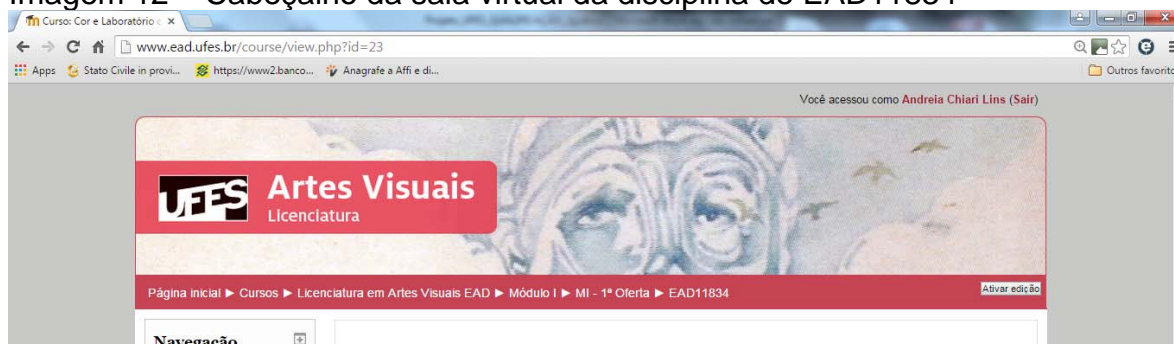 Imagem 12 – Cabeçalho da sala virtual da disciplina do EAD11834
Curso: Cor e Laboratório c
www.ead.ufes.br/course/view.php?id=23
Apps Stato Civile in provi... https://www2.banco... Anagrafe a Affi e di... Outros favorito
Você acessou como Andreia Chiari Lins (Sair)
UFES Artes Visuais
Licenciatura
Página inicial ► Cursos ► Licenciatura em Artes Visuais EAD ► Módulo I ► MI - 1ª Oferta ► EAD11834 Ativar edição
Navegação